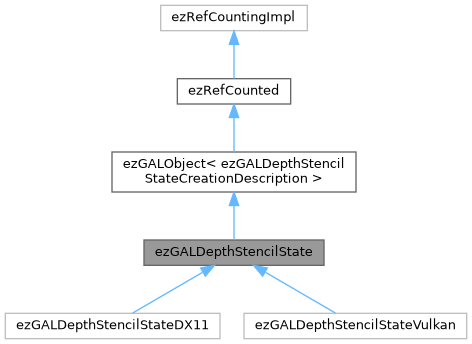 ezRefCountingImpl
ezRefCounted
ezGALObject< ezGALDepthStencil
StateCreationDescription >
ezGALDepthStencilState
ezGALDepthStencilStateDX11
ezGALDepthStencilStateVulkan